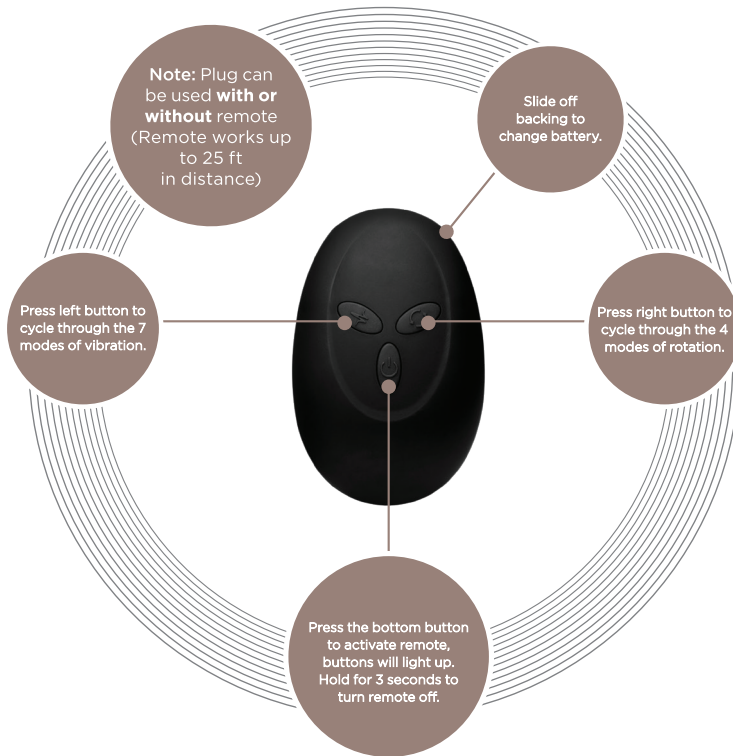 Note: Plug can
be used with or
without remote
(Remote works up
to 25 ft
in distance)
Slide off
backing to
change battery.
Press left button to
cycle through the 7
modes of vibration.
Press right button to
cycle through the 4
modes of rotation.
Press the bottom button
to activate remote,
buttons will light up.
Hold for 3 seconds to
turn remote off.